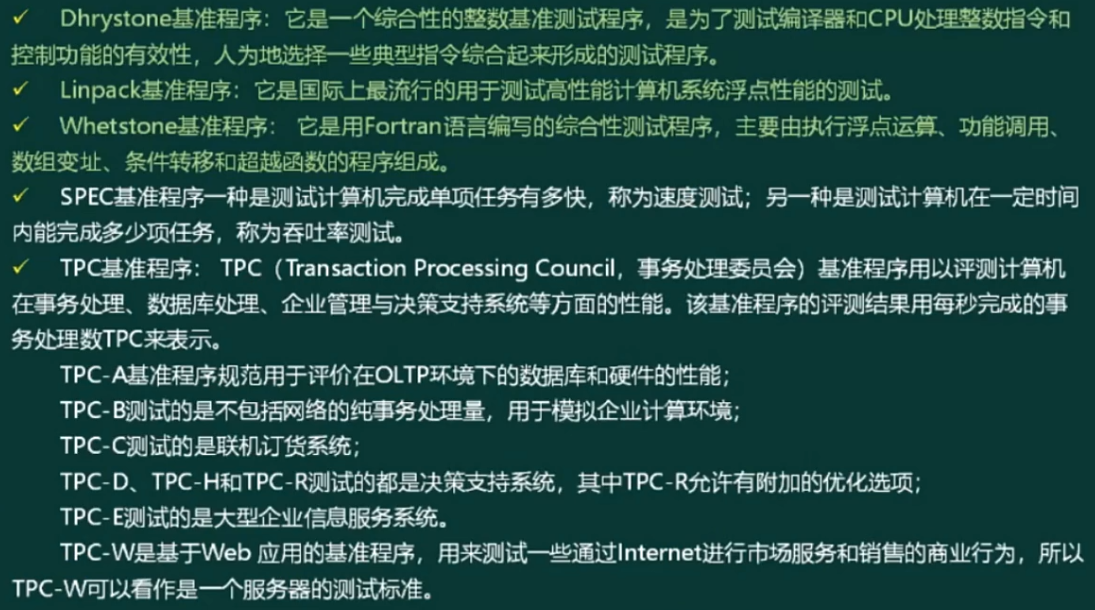 ✓ Dhrystone基准程序：它是一个综合性的整数基准测试程序，是为了测试编译器和CPU处理整数指令和
控制功能的有效性，人为地选择一些典型指令综合起来形成的测试程序。
✓ Linpack基准程序：它是国际上最流行的用于测试高性能计算机系统浮点性能的测试。
✓ Whetstone基准程序： 它是用Fortran语言编写的综合性测试程序，主要由执行浮点运算、功能调用、
数组变址、条件转移和超越函数的程序组成。
✓ SPEC基准程序一种是测试计算机完成单项任务有多快，称为速度测试；另一种是测试计算机在一定时间
内能完成多少项任务，称为吞吐率测试。
✓ TPC基准程序： TPC（Transaction Processing Council，事务处理委员会）基准程序用以评测计算机
在事务处理、数据库处理、企业管理与决策支持系统等方面的性能。该基准程序的评测结果用每秒完成的事
务处理数TPC来表示。
TPC-A基准程序规范用于评价在OLTP环境下的数据库和硬件的性能；
TPC-B测试的是不包括网络的纯事务处理量，用于模拟企业计算环境；
TPC-C测试的是联机订货系统；
TPC-D、TPC-H和TPC-R测试的都是决策支持系统，其中TPC-R允许有附加的优化选项；
TPC-E测试的是大型企业信息服务系统。
TPC-W是基于Web 应用的基准程序，用来测试一些通过Internet进行市场服务和销售的商业行为，所以
TPC-W可以看作是一个服务器的测试标准。